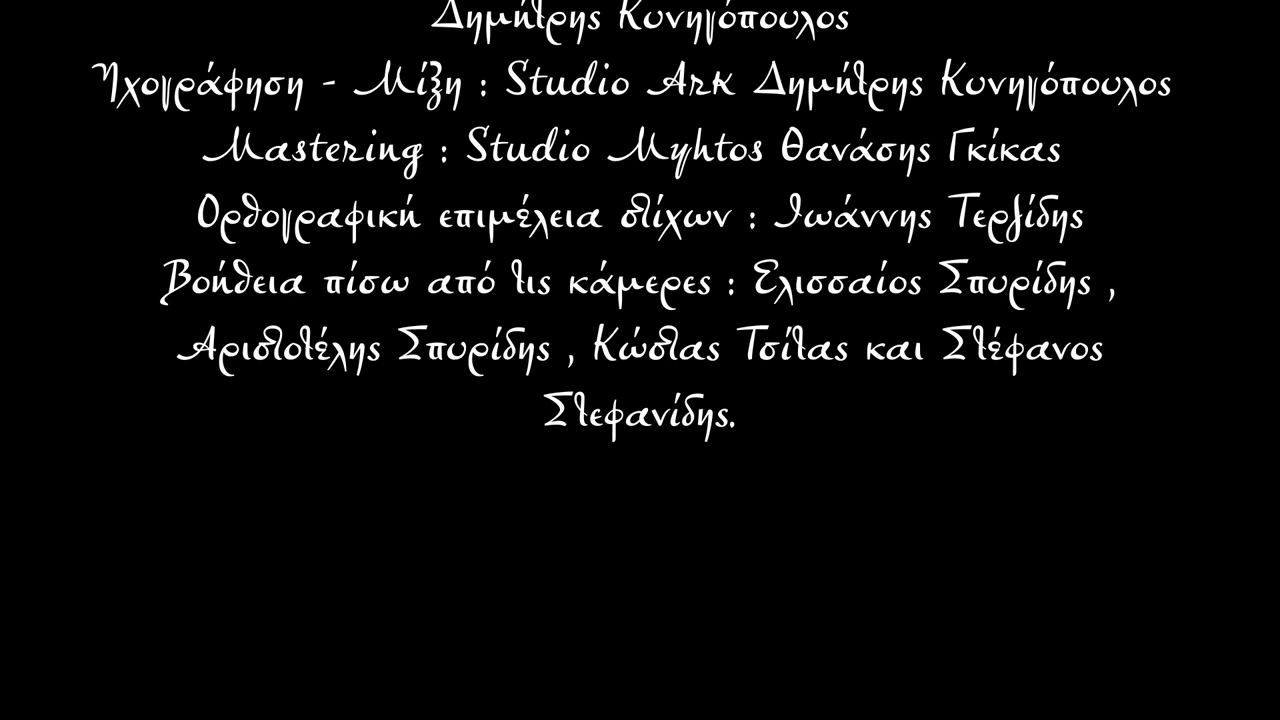 Δημήτρης Κυνηγόπουλος
Ηχογράφηση - Μίξη : Studio Ark Δημήτρης Κυνηγόπουλος
Mastering : Studio Myhtos Θανάσης Γκίκας
Ορθογραφική επιμέλεια στίχων : Ιωάννης Τερζίδης
Βοήθεια πίσω από τις κάμερες : Ελισσαίος Σπυρίδης ,
Αριστοτέλης Σπυρίδης , Κώστας Τσίτας και Στέφανος
Στεφανίδης.